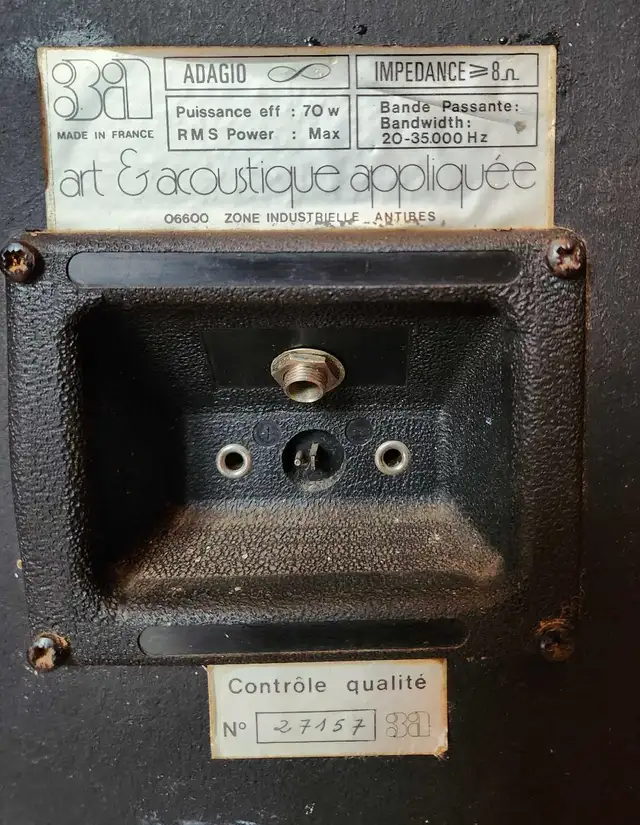 3a
MADE IN FRANCE
ADAGIO ∞
IMPEDANCE ⩾ 8Ω
Puissance eff : 70 w
RMS Power : Max
Bande Passante:
Bandwidth:
20-35.000 Hz
art & acoustique appliquée
06600 ZONE INDUSTRIELLE ANTIBES
+
Contrôle qualité
N° 27157 3a